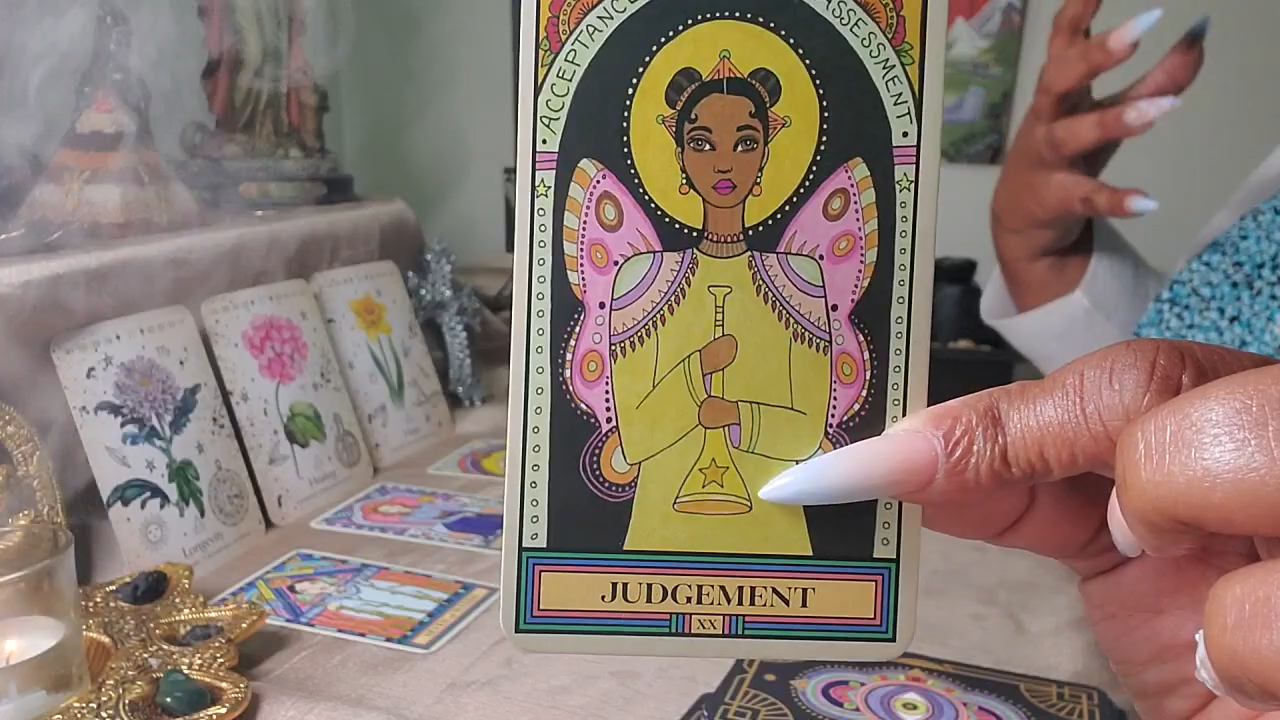 ACCEPTANCE
ASSESSMENT
JUDGEMENT
XX
Longevity